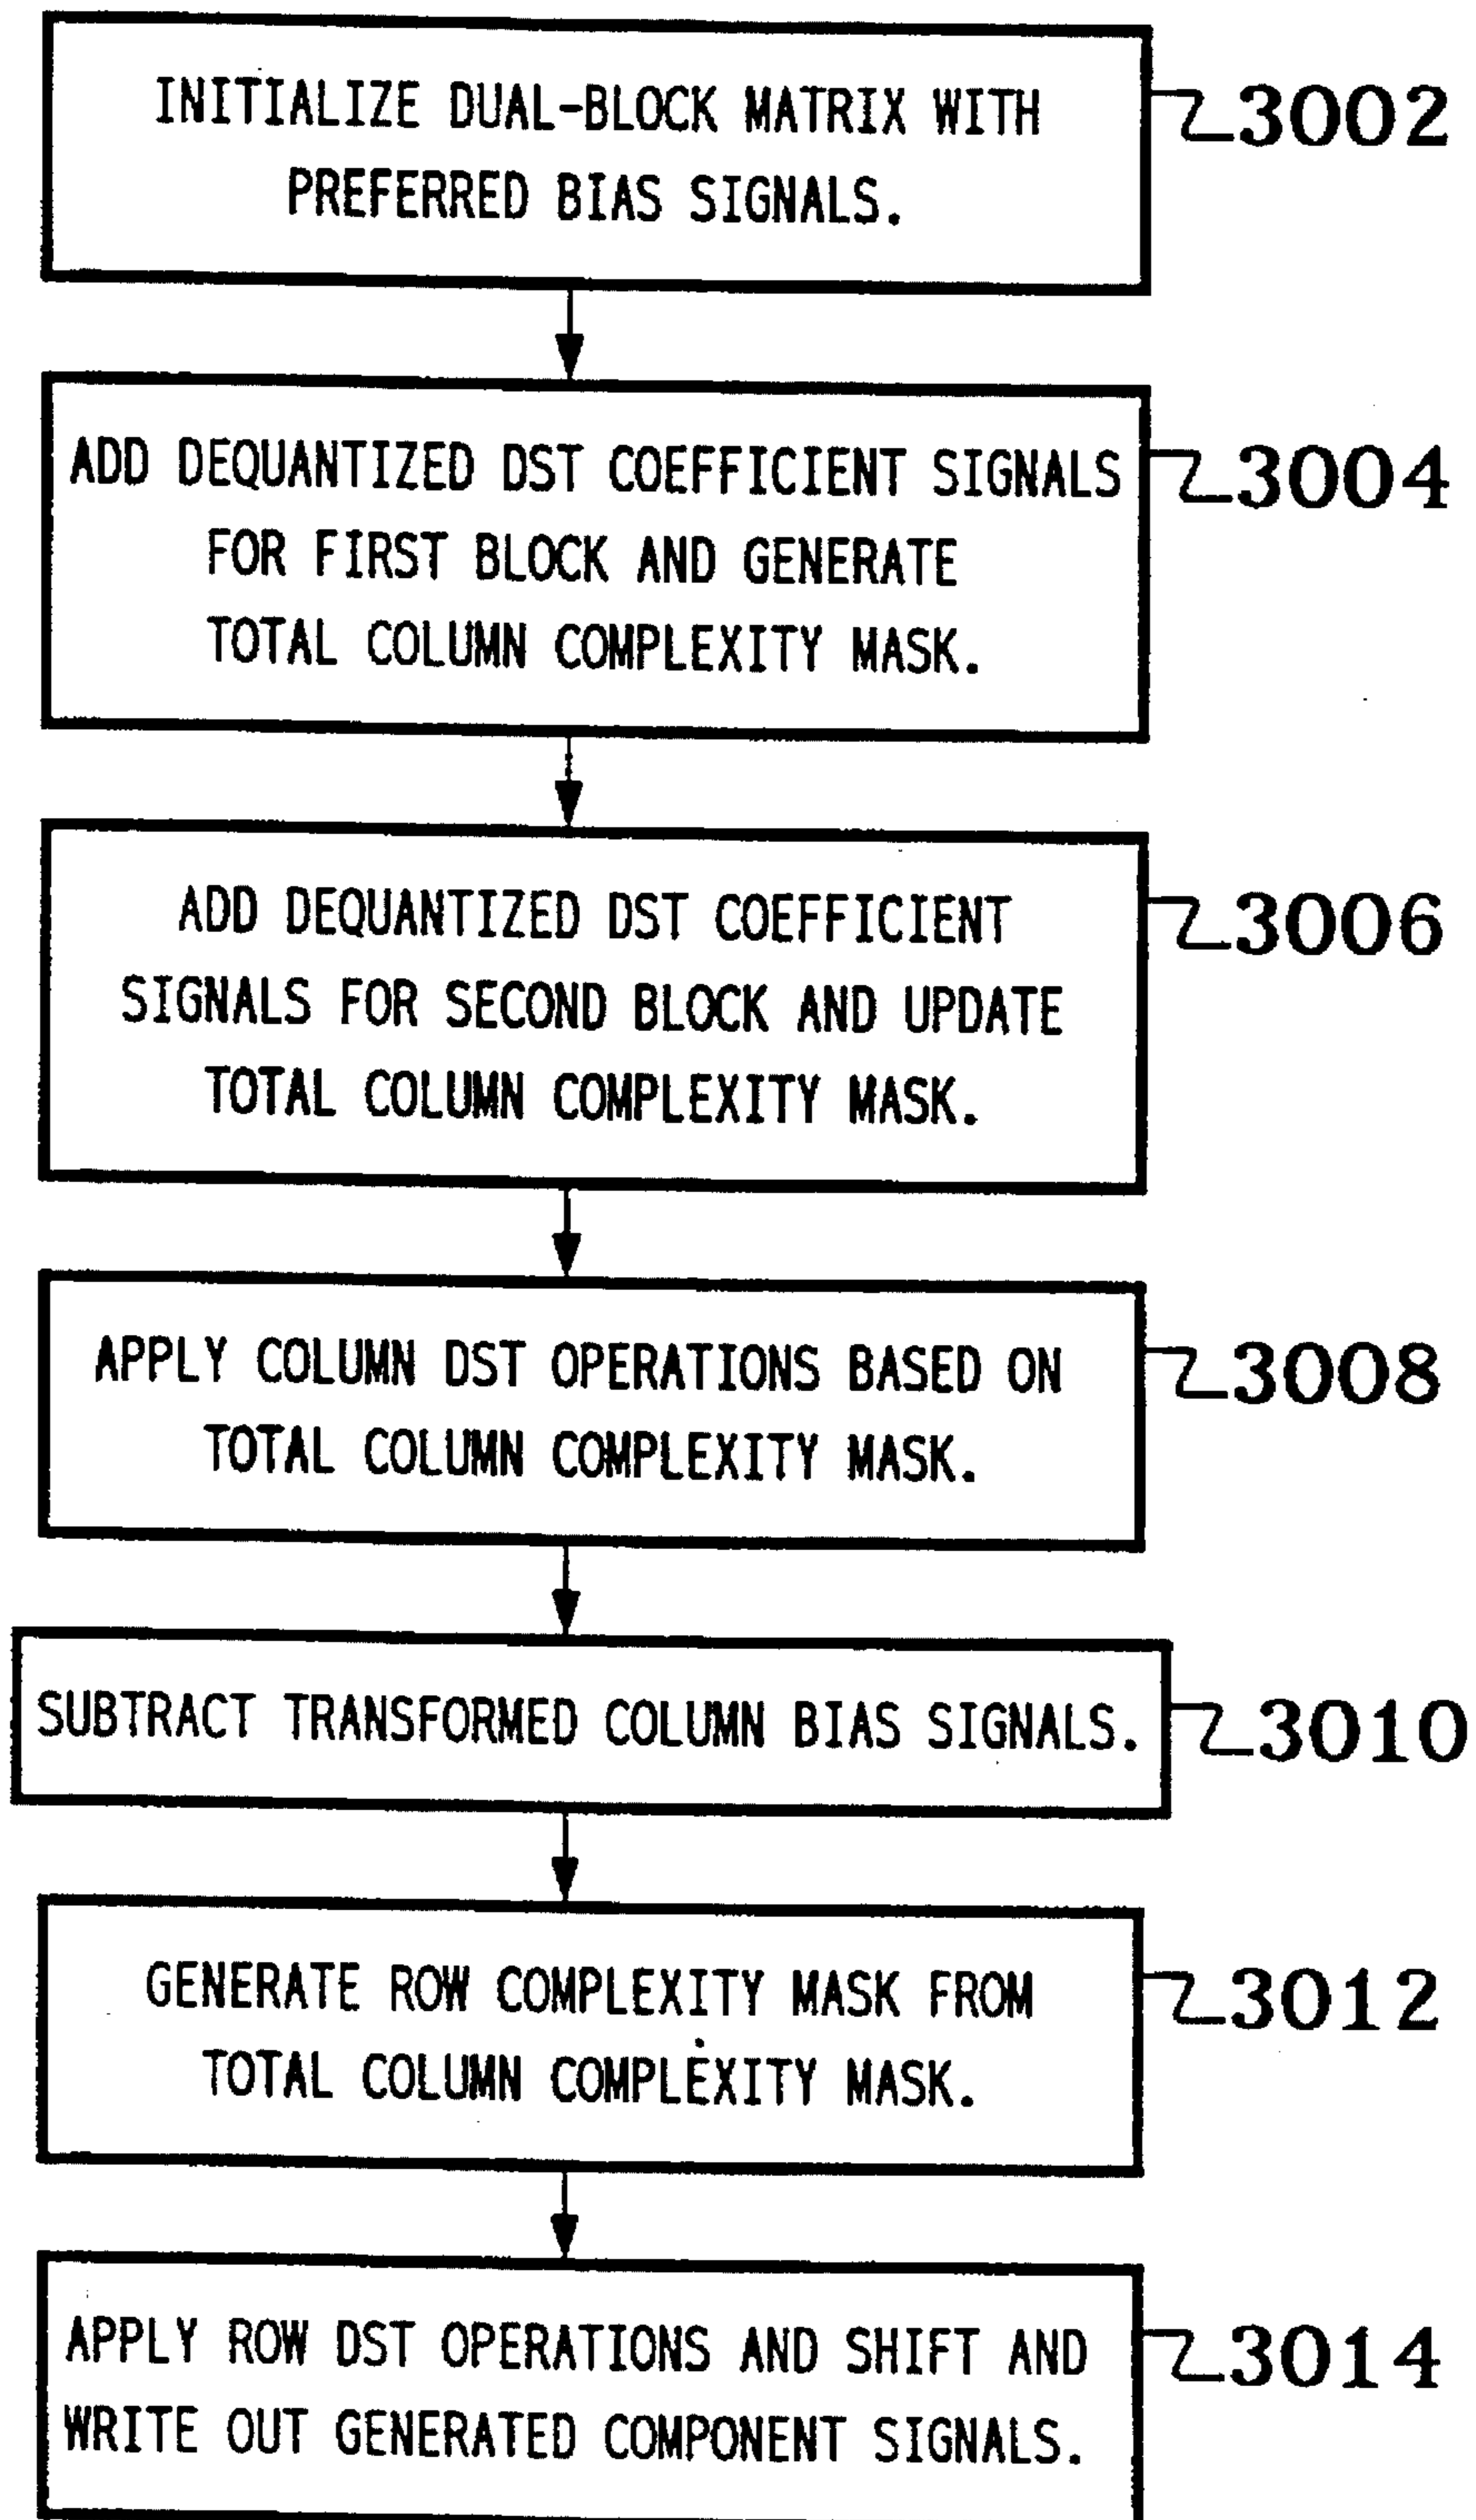 INITIALIZE DUAL-BLOCK MATRIX WITH
PREFERRED BIAS SIGNALS.
3002
ADD DEQUANTIZED DST COEFFICIENT SIGNALS
FOR FIRST BLOCK AND GENERATE
TOTAL COLUMN COMPLEXITY MASK.
3004
ADD DEQUANTIZED DST COEFFICIENT
SIGNALS FOR SECOND BLOCK AND UPDATE
TOTAL COLUMN COMPLEXITY MASK.
3006
APPLY COLUMN DST OPERATIONS BASED ON
TOTAL COLUMN COMPLEXITY MASK.
3008
SUBTRACT TRANSFORMED COLUMN BIAS SIGNALS.
3010
GENERATE ROW COMPLEXITY MASK FROM
TOTAL COLUMN COMPLEXITY MASK.
3012
APPLY ROW DST OPERATIONS AND SHIFT AND
WRITE OUT GENERATED COMPONENT SIGNALS.
3014